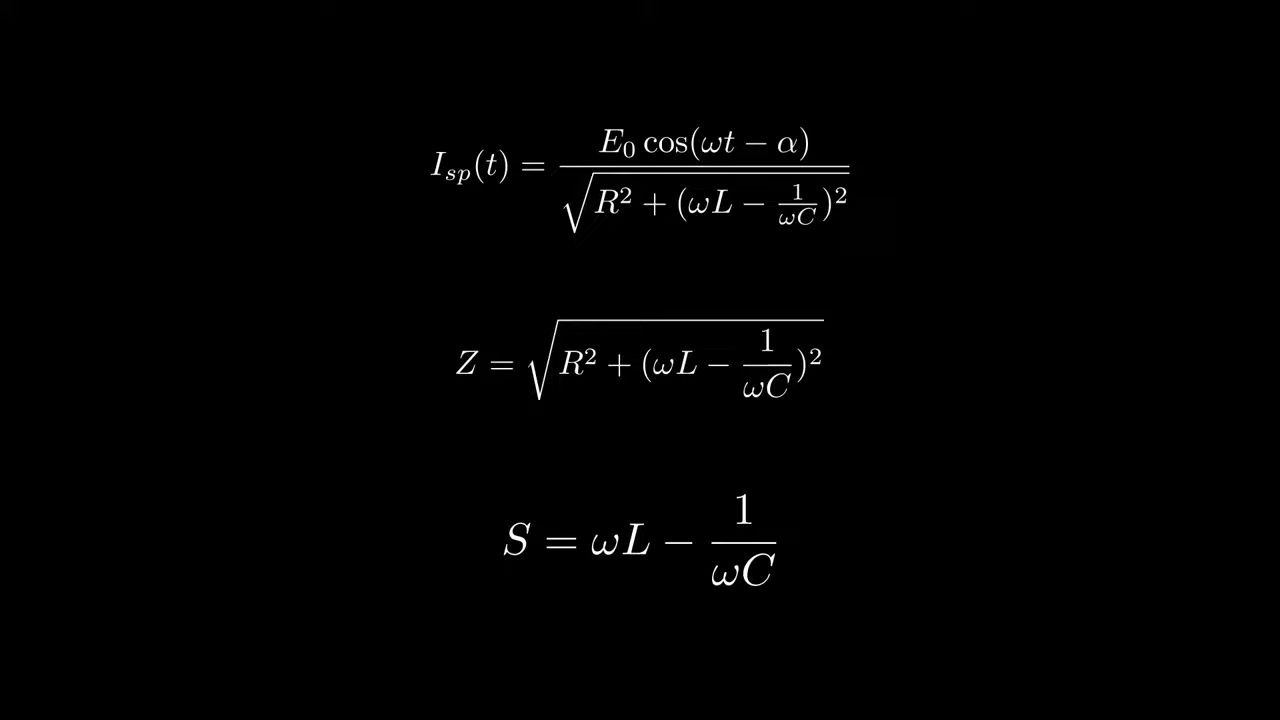 $I_{sp}(t) = \frac{E_0 \cos(\omega t - \alpha)}{\sqrt{R^2 + (\omega L - \frac{1}{\omega C})^2}}$
$Z = \sqrt{R^2 + (\omega L - \frac{1}{\omega C})^2}$
$S = \omega L - \frac{1}{\omega C}$